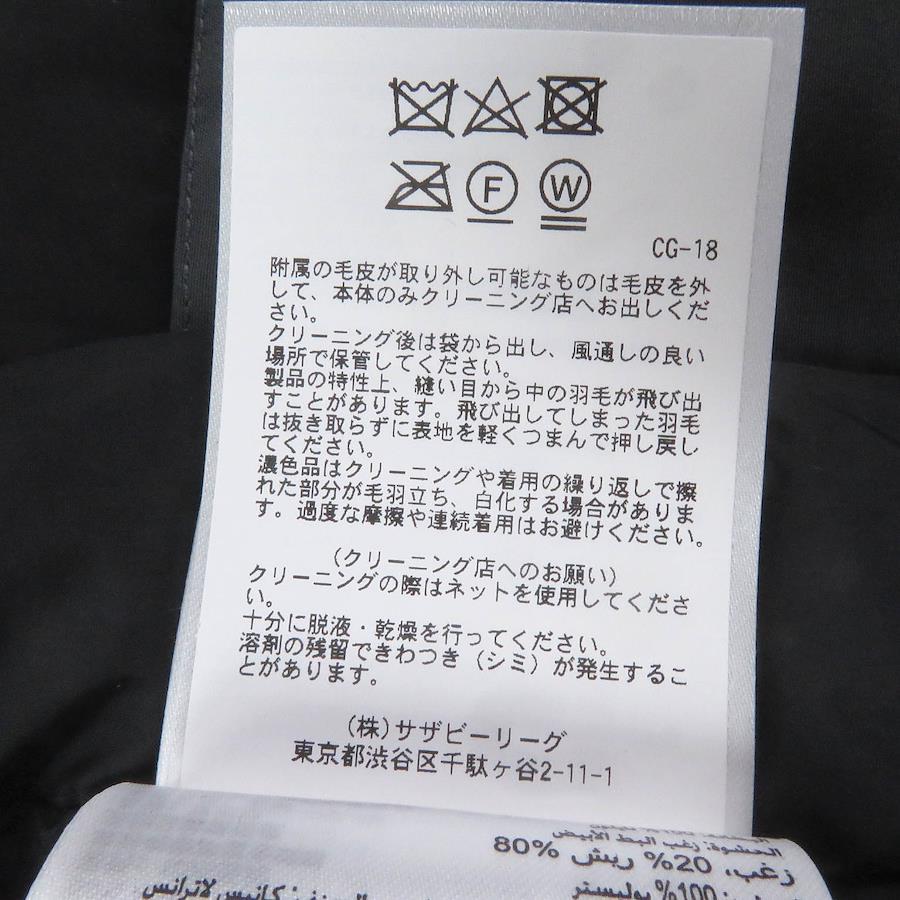 F
W
CG-18
附属の毛皮が取り外し可能なものは毛皮を外
して、本体のみクリーニング店へお出しくだ
さい。
クリーニング後は袋から出し、風通しの良い
場所で保管してください。
製品の特性上、縫い目から中の羽毛が飛び出
すことがあります。飛び出してしまった羽毛
は抜き取らずに表地を軽くつまんで押し戻し
てください。
濃色品はクリーニングや着用の繰り返しで擦
れた部分が毛羽立ち、白化する場合がありま
す。過度な摩擦や連続着用はお避けください。
(クリーニング店へのお願い)
クリーニングの際はネットを使用してくださ
い。
十分に脱液・乾燥を行ってください。
溶剤の残留できわつき(シミ)が発生するこ
とがあります。
(株)サザビーリーグ
東京都渋谷区千駄ヶ谷2-11-1
الحشوة: زغب البط الأبيض
80% زغب، 20% ريش
100% بوليستر
كانيس لاترانس